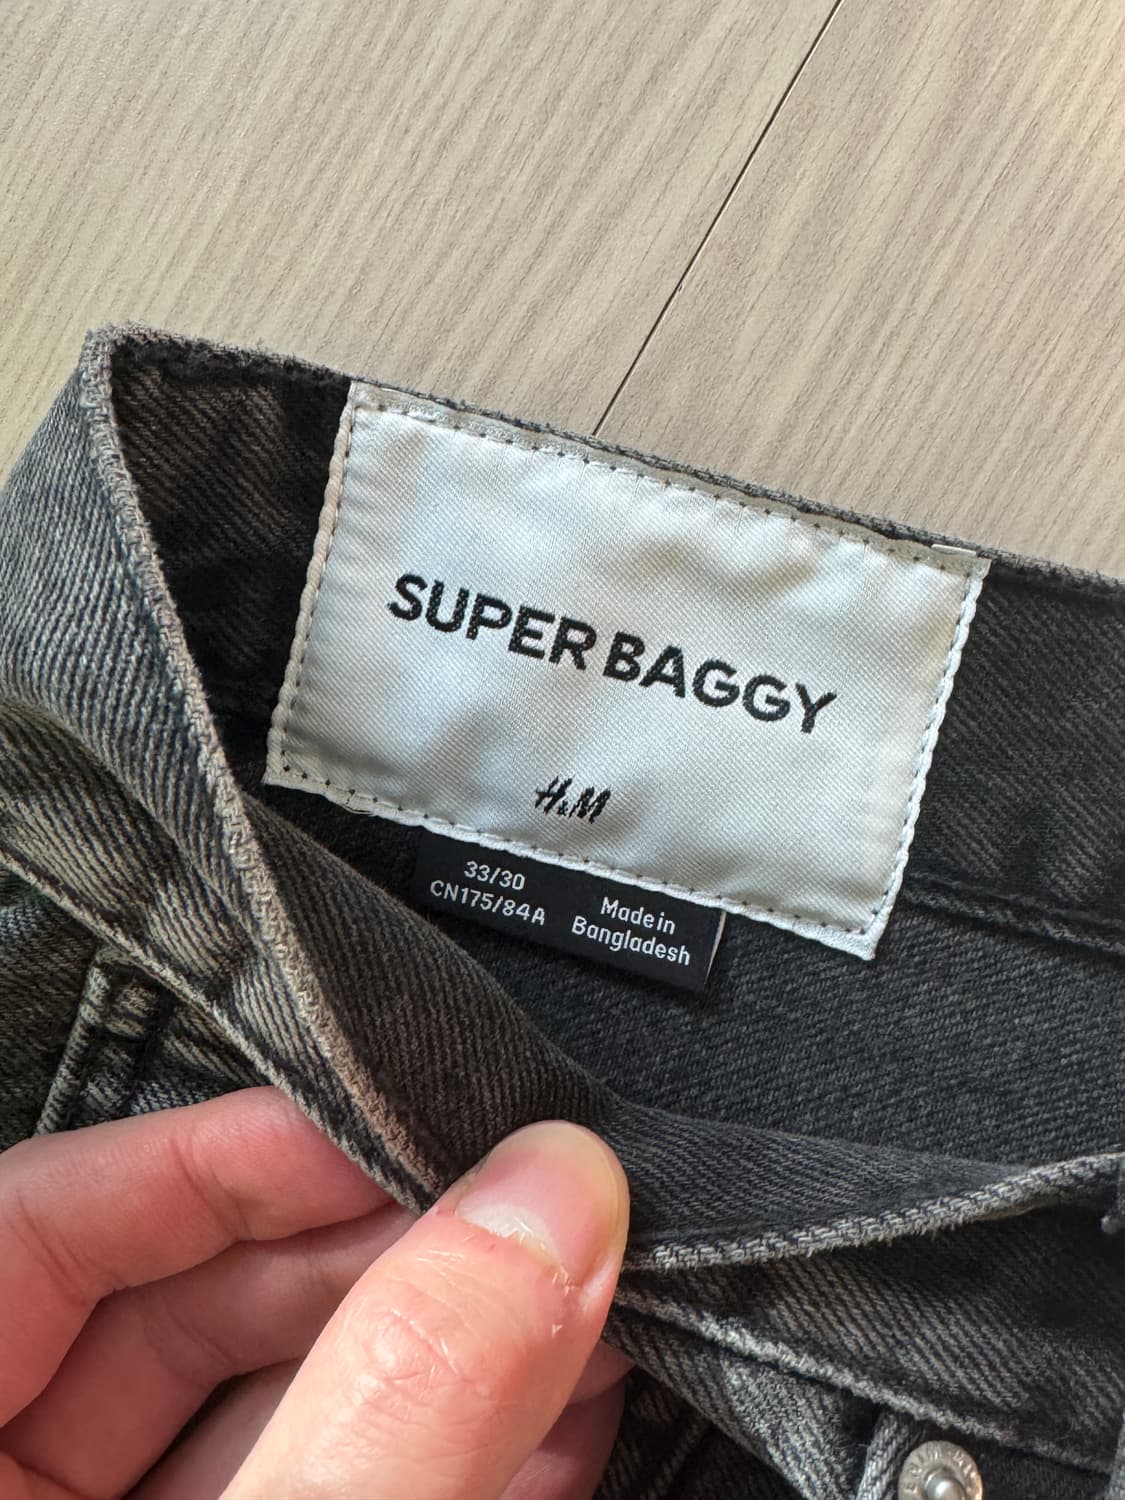 SUPER BAGGY
H&M
33/30
CN175/84A
Made in
Bangladesh